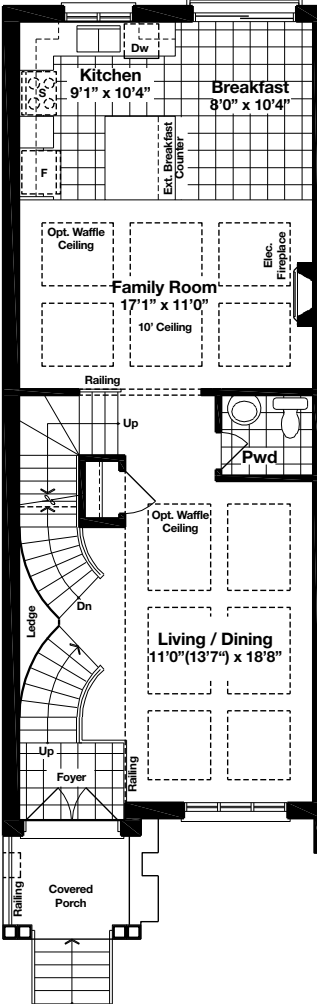 Dw
Kitchen
9'1" x 10'4"
S
Breakfast
8'0" x 10'4"
F
Ext. Breakfast
Counter
Opt. Waffle
Ceiling
Elec.
Fireplace
Family Room
17'1" x 11'0"
10' Ceiling
Railing
Up
Pwd
Opt. Waffle
Ceiling
Dn
Ledge
Living / Dining
11'0"(13'7") x 18'8"
Up
Foyer
Railing
Covered
Porch
Railing